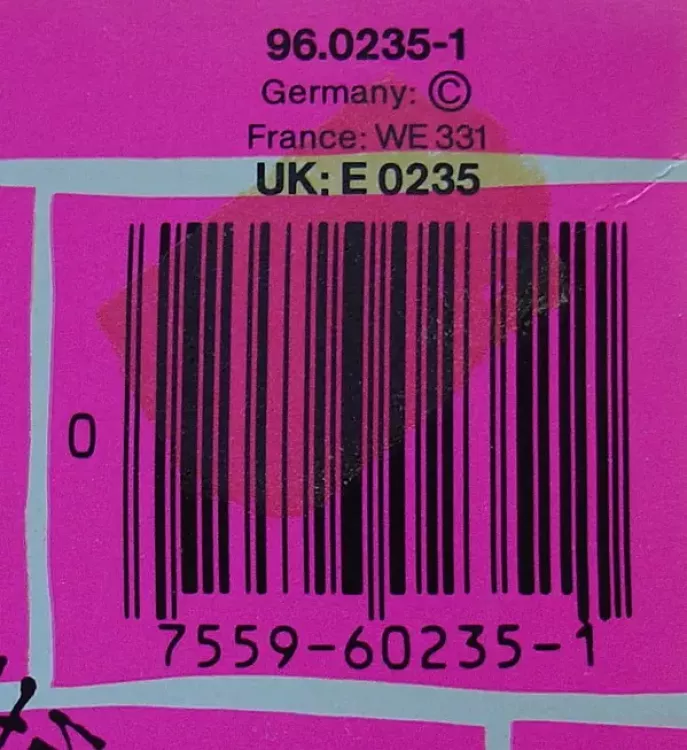 96.0235-1
Germany: ©
France: WE 331
UK: E 0235
0
7559-60235-1